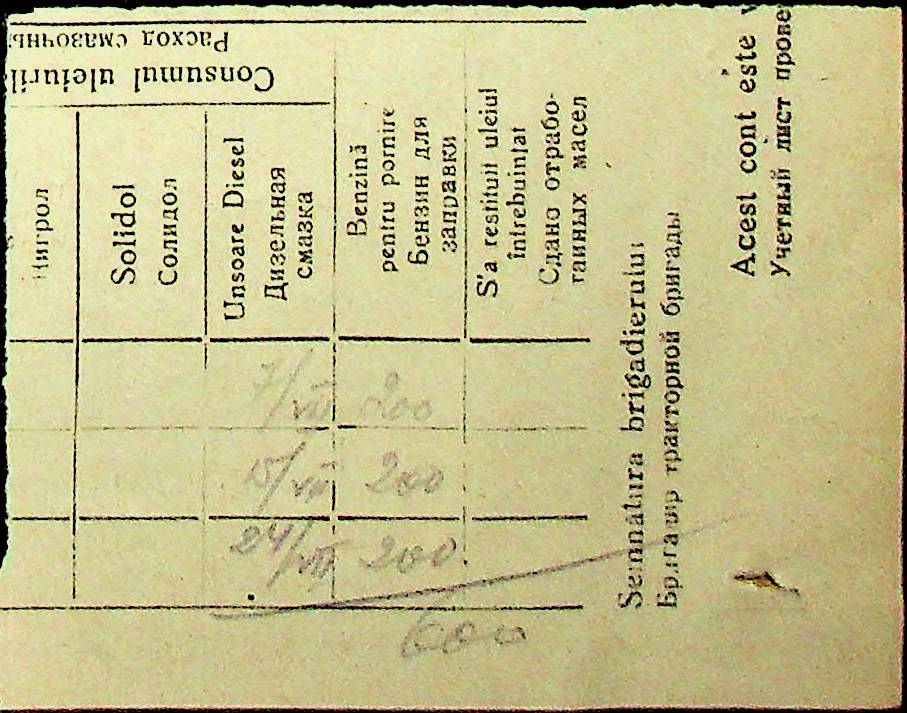 Расход смазочны
Consumul uleiuril
Нигрол
Solidol
Солидол
Unsoare Diesel
Дизельная
смазка
Benzină
pentru pornire
Бензин для
заправки
S'a restituit uleiul
întrebuințat
Сдано отрабо-
танных масел
7/VII 200
15/VII 200
24/VII 200
600
Semnătura brigadierului
Бригадир тракторной бригады
Acest cont este
Учетный лист прове